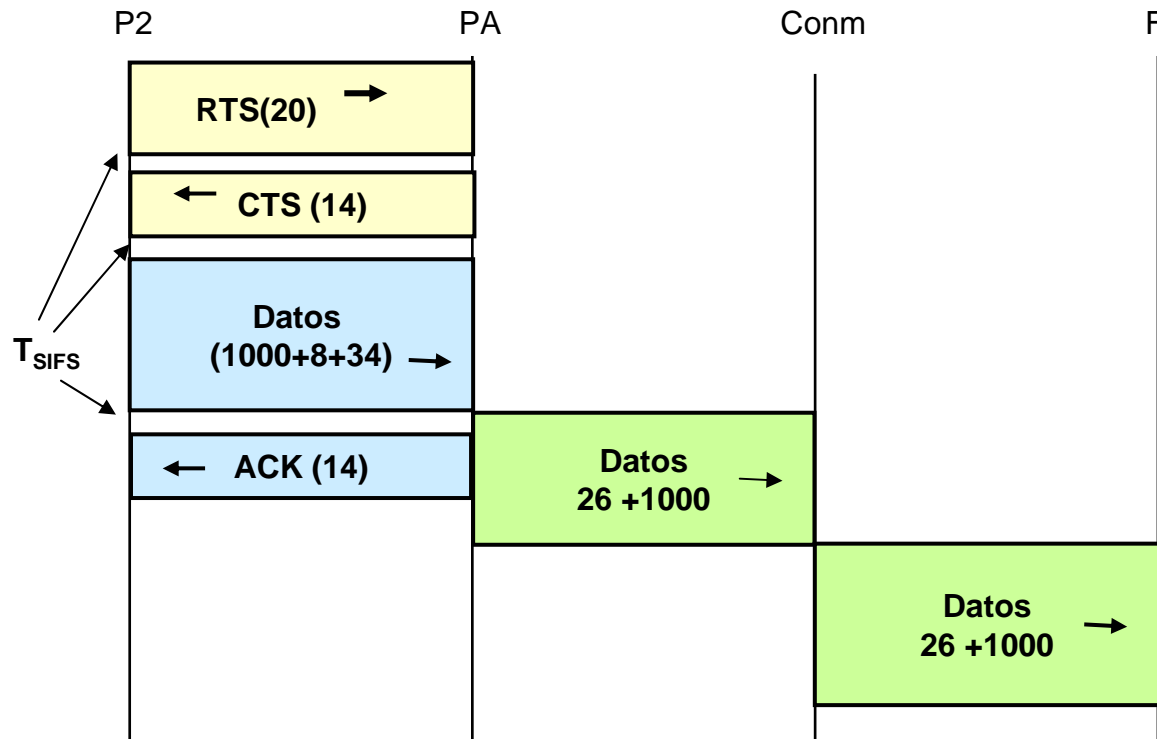 P2 PA Conm
RTS(20)
CTS (14)
Datos
(1000+8+34)
TSIFS
ACK (14)
Datos
26 +1000
Datos
26 +1000